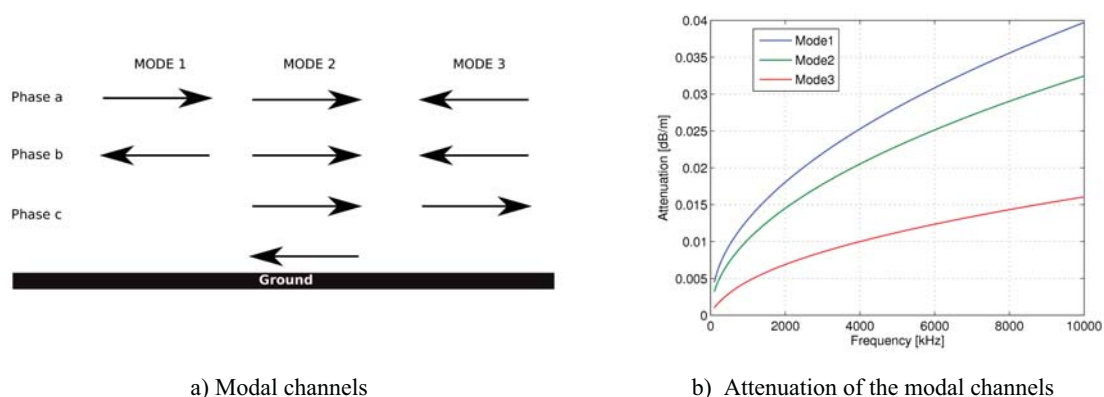 MODE 1 MODE 2 MODE 3
Phase a
Phase b
Phase c
Ground
a) Modal channels
0.04
0.035
0.03
0.025
0.02
0.015
0.01
0.005
0
Attenuation [dB/m]
Mode1
Mode2
Mode3
0 2000 4000 6000 8000 10000
Frequency [kHz]
b) Attenuation of the modal channels